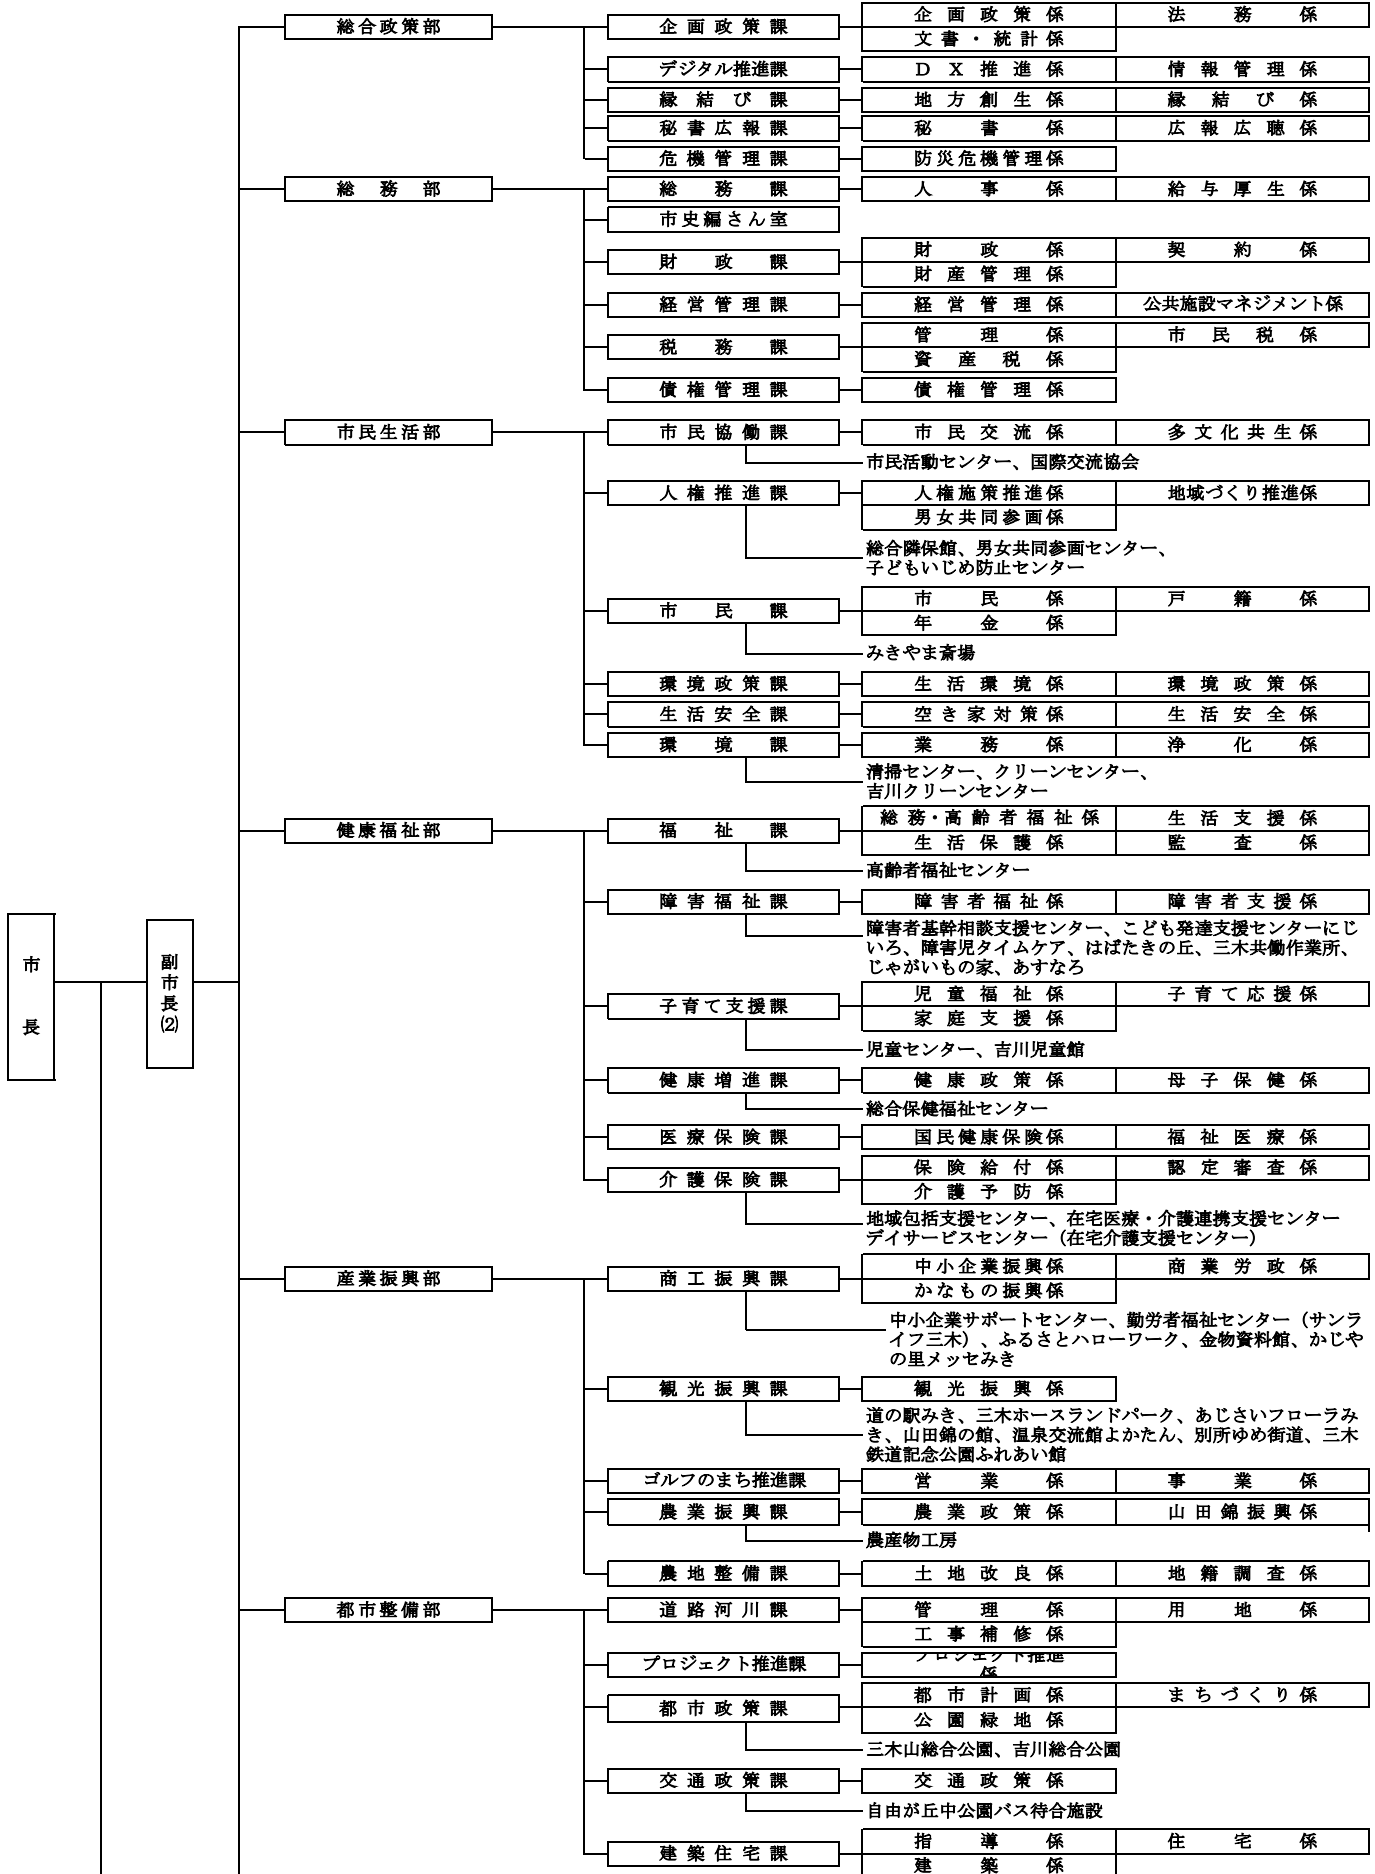 総合政策部 企画政策課 企画政策係 法務係
文書・統計係
デジタル推進課 ＤＸ推進係 情報管理係
縁結び課 地方創生係 縁結び係
秘書広報課 秘書係 広報広聴係
危機管理課 防災危機管理係
総務部 総務課 人事係 給与厚生係
市史編さん室
財政課 財政係 契約係
財産管理係
経営管理課 経営管理係 公共施設マネジメント係
税務課 管理係 市民税係
資産税係
債権管理課 債権管理係
市民生活部 市民協働課 市民交流係 多文化共生係
市民活動センター、国際交流協会
人権推進課 人権施策推進係 地域づくり推進係
男女共同参画係
総合隣保館、男女共同参画センター、
子どもいじめ防止センター
市民課 市民係 戸籍係
年金係
みきやま斎場
環境政策課 生活環境係 環境政策係
生活安全課 空き家対策係 生活安全係
環境課 業務係 浄化係
清掃センター、クリーンセンター、
吉川クリーンセンター
健康福祉部 福祉課 総務・高齢者福祉係 生活支援係
生活保護係 監査係
高齢者福祉センター
障害福祉課 障害者福祉係 障害者支援係
障害者基幹相談支援センター、こども発達支援センターにじ
いろ、障害児タイムケア、はばたきの丘、三木共働作業所、
じゃがいもの家、あすなろ
市長
副市長(2)
子育て支援課 児童福祉係 子育て応援係
家庭支援係
児童センター、吉川児童館
健康増進課 健康政策係 母子保健係
総合保健福祉センター
医療保険課 国民健康保険係 福祉医療係
介護保険課 保険給付係 認定審査係
介護予防係
地域包括支援センター、在宅医療・介護連携支援センター
デイサービスセンター（在宅介護支援センター）
産業振興部 商工振興課 中小企業振興係 商業労政係
かなもの振興係
中小企業サポートセンター、勤労者福祉センター（サンラ
イフ三木）、ふるさとハローワーク、金物資料館、かじや
の里メッセみき
観光振興課 観光振興係
道の駅みき、三木ホースランドパーク、あじさいフローラみ
き、山田錦の館、温泉交流館よかたん、別所ゆめ街道、三木
鉄道記念公園ふれあい館
ゴルフのまち推進課 営業係 事業係
農業振興課 農業政策係 山田錦振興係
農産物工房
農地整備課 土地改良係 地籍調査係
都市整備部 道路河川課 管理係 用地係
工事補修係
プロジェクト推進課 プロジェクト推進
係
都市政策課 都市計画係 まちづくり係
公園緑地係
三木山総合公園、吉川総合公園
交通政策課 交通政策係
自由が丘中公園バス待合施設
建築住宅課 指導係 住宅係
建築係